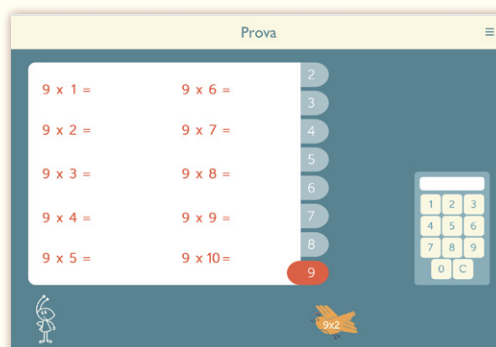 Prova
9 x 1 =
9 x 2 =
9 x 3 =
9 x 4 =
9 x 5 =
9 x 6 =
9 x 7 =
9 x 8 =
9 x 9 =
9 x 10 =
2
3
4
5
6
7
8
9
1 2 3
4 5 6
7 8 9
0 C
9x2